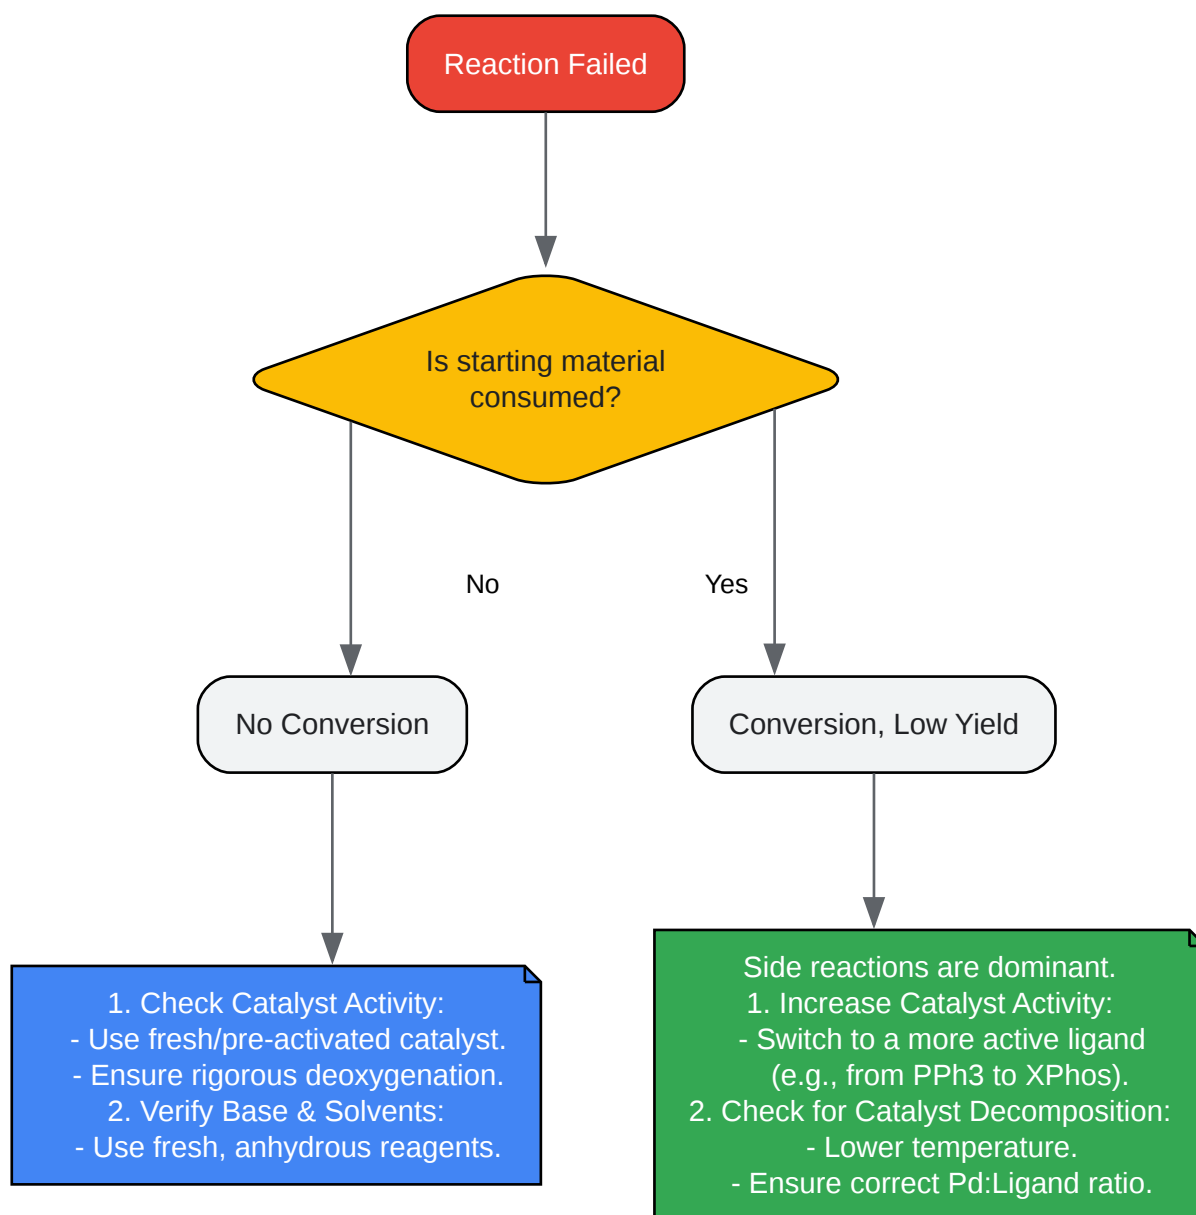 Reaction Failed
Is starting material
consumed?
No
Yes
No Conversion
Conversion, Low Yield
1. Check Catalyst Activity:
- Use fresh/pre-activated catalyst.
- Ensure rigorous deoxygenation.
2. Verify Base & Solvents:
- Use fresh, anhydrous reagents.
Side reactions are dominant.
1. Increase Catalyst Activity:
- Switch to a more active ligand
(e.g., from PPh3 to XPhos).
2. Check for Catalyst Decomposition:
- Lower temperature.
- Ensure correct Pd:Ligand ratio.